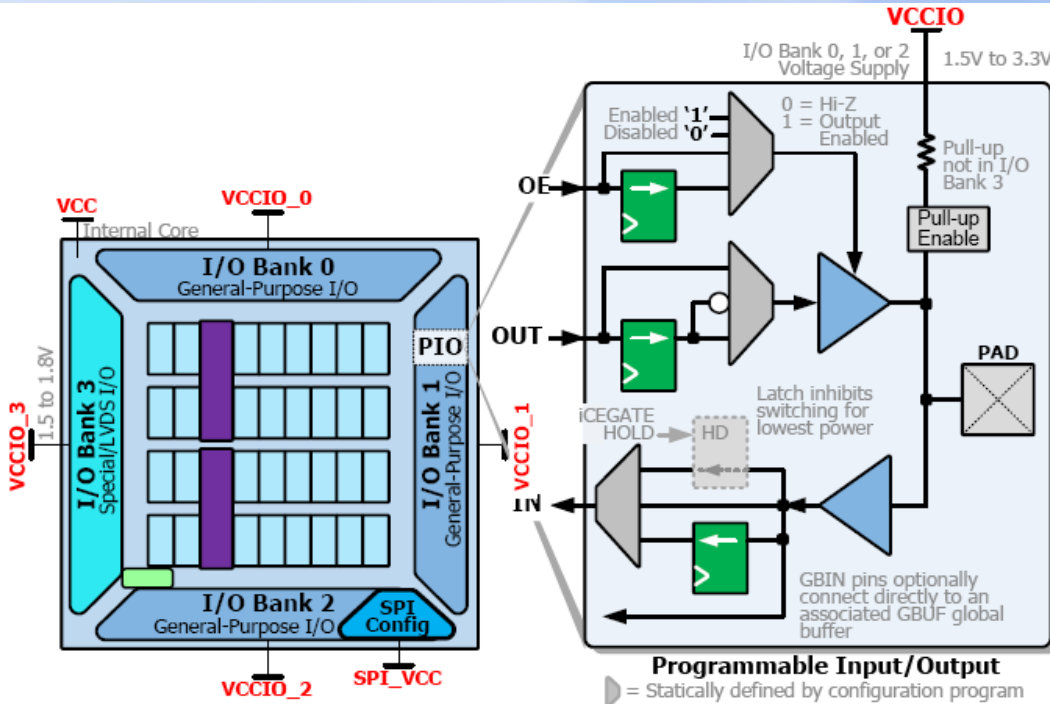 VCCIO
I/O Bank 0, 1, or 2
Voltage Supply
1.5V to 3.3V
Enabled '1'
Disabled '0'
0 = Hi-Z
1 = Output
Enabled
Pull-up
not in I/O
Bank 3
Pull-up
Enable
OE
OUT
IN
PAD
Latch inhibits
switching for
lowest power
iCEGATE
HOLD
HD
GBIN pins optionally
connect directly to an
associated GBUF global
buffer
Programmable Input/Output
= Statically defined by configuration program
VCC
Internal Core
VCCIO_0
I/O Bank 0
General-Purpose I/O
PIO
I/O Bank 1
General-Purpose I/O
VCCIO_1
VCCIO_3
1.5 to 1.8V
I/O Bank 3
Special/LVDS I/O
I/O Bank 2
General-Purpose I/O
SPI
Config
VCCIO_2
SPI_VCC